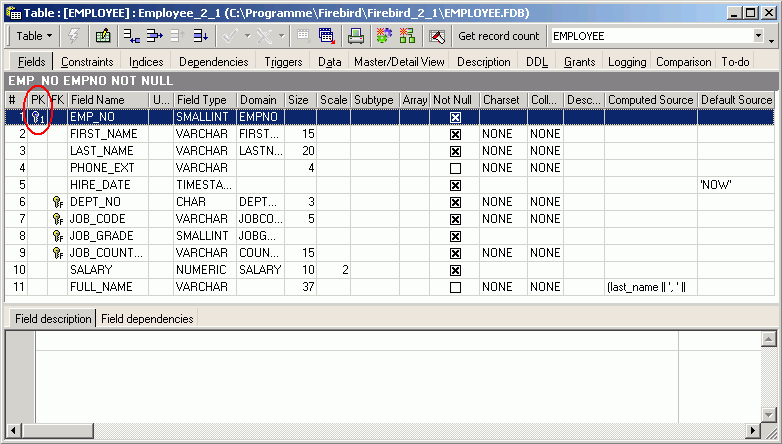 Table : [EMPLOYEE] : Employee_2_1 (C:\Programme\Firebird\Firebird_2_1\EMPLOYEE.FDB)
Table Get record count EMPLOYEE
Fields Constraints Indices Dependencies Triggers Data Master/Detail View Description DDL Grants Logging Comparison To-do
EMP_NO EMPNO NOT NULL
# PK FK Field Name U... Field Type Domain Size Scale Subtype Array Not Null Charset Coll... Desc... Computed Source Default Source
1 1 EMP_NO SMALLINT EMPNO
2 FIRST_NAME VARCHAR FIRST... 15 NONE NONE
3 LAST_NAME VARCHAR LASTN... 20 NONE NONE
4 PHONE_EXT VARCHAR 4 NONE NONE
5 HIRE_DATE TIMESTA... 'NOW'
6 F DEPT_NO CHAR DEPT... 3 NONE NONE
7 F JOB_CODE VARCHAR JOBCO... 5 NONE NONE
8 F JOB_GRADE SMALLINT JOBG...
9 F JOB_COUNT... VARCHAR COUN... 15 NONE NONE
10 SALARY NUMERIC SALARY 10 2
11 FULL_NAME VARCHAR 37 NONE NONE (last_name || ', ' ||
Field description Field dependencies